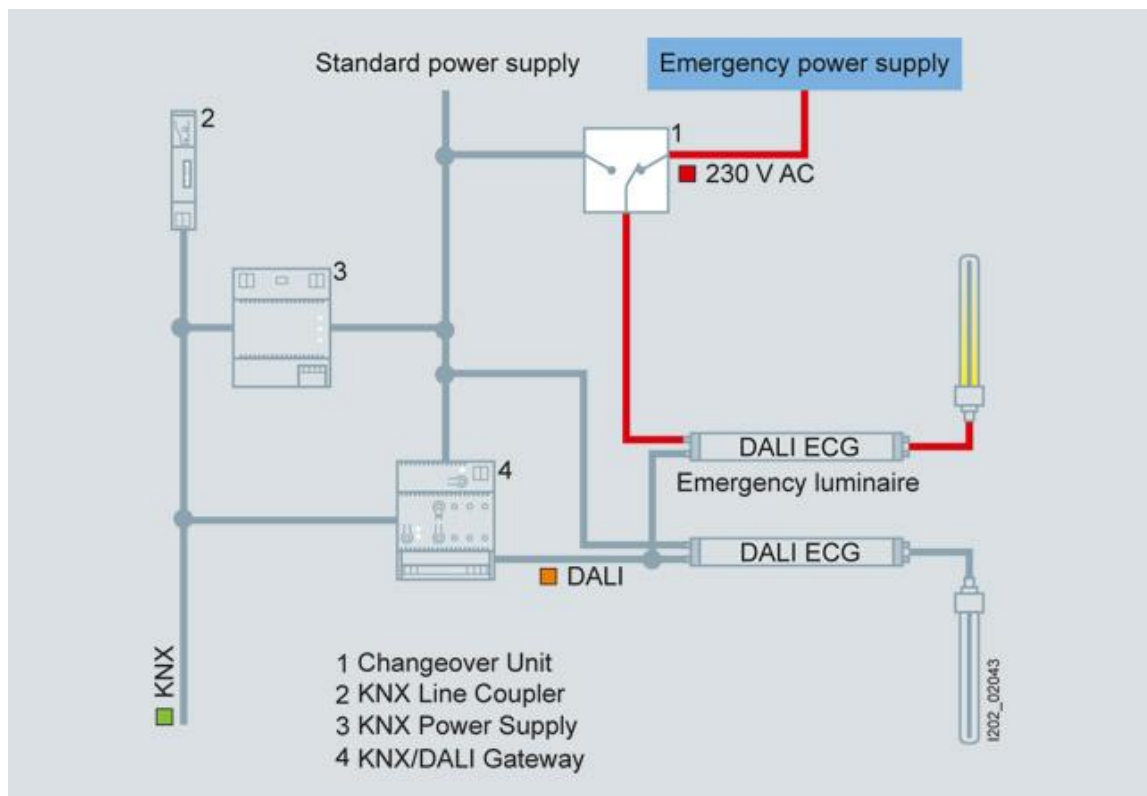 Standard power supply
Emergency power supply
2
1
230 V AC
3
DALI ECG
Emergency luminaire
4
DALI ECG
DALI
KNX
1 Changeover Unit
2 KNX Line Coupler
3 KNX Power Supply
4 KNX/DALI Gateway
I202_02043